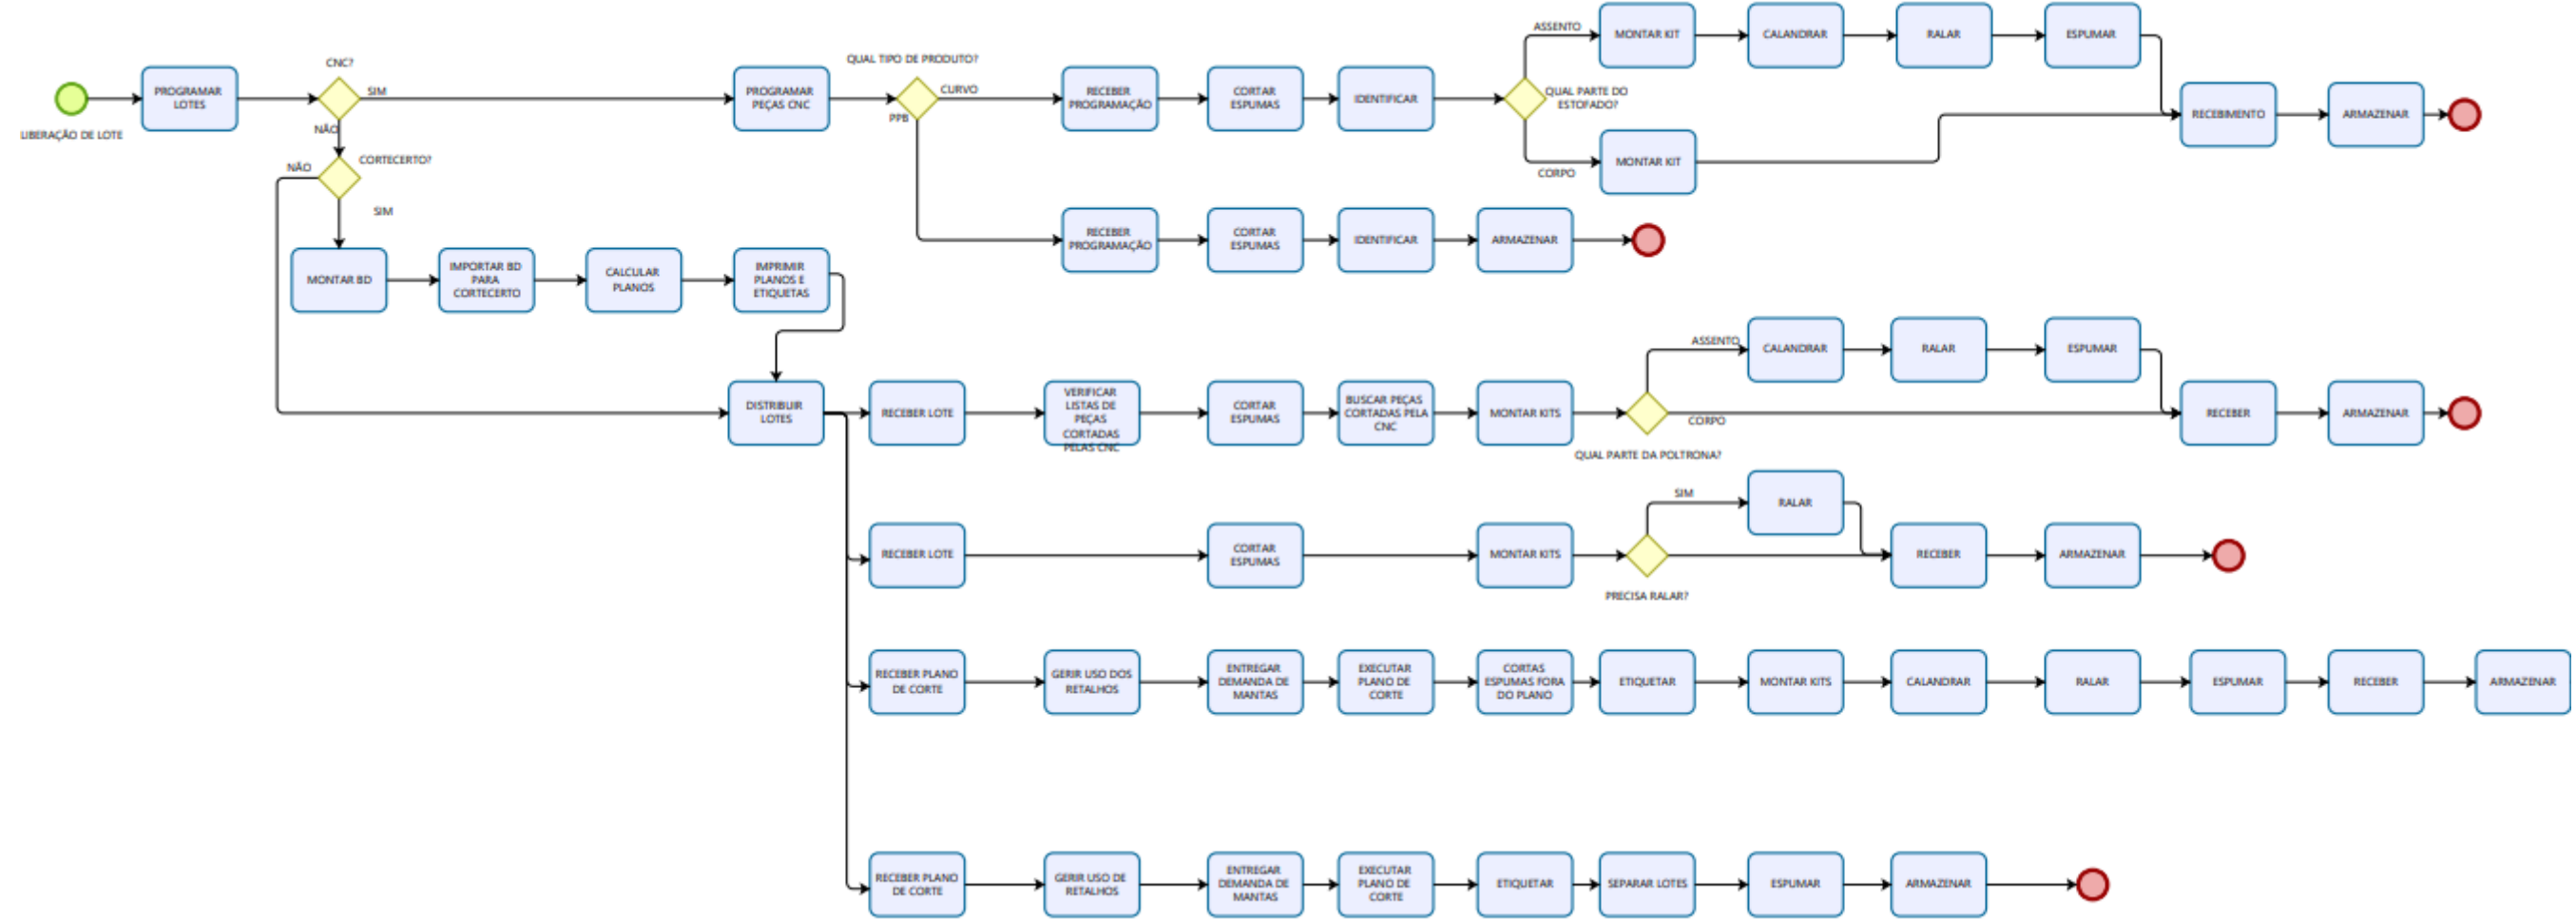 LIBERAÇÃO DE LOTE
PROGRAMAR
LOTES
CNC?
SIM
NÃO
CORTECERTO?
NÃO
SIM
MONTAR BD
IMPORTAR BD
PARA
CORTECERTO
CALCULAR
PLANOS
IMPRIMIR
PLANOS E
ETIQUETAS
DISTRIBUIR
LOTES
PROGRAMAR
PEÇAS CNC
QUAL TIPO DE PRODUTO?
CURVO
PPB
RECEBER
PROGRAMAÇÃO
CORTAR
ESPUMAS
IDENTIFICAR
QUAL PARTE DO
ESTOFADO?
ASSENTO
MONTAR KIT
CALANDRAR
RALAR
ESPUMAR
CORPO
MONTAR KIT
RECEBIMENTO
ARMAZENAR
RECEBER
PROGRAMAÇÃO
CORTAR
ESPUMAS
IDENTIFICAR
ARMAZENAR
RECEBER LOTE
VERIFICAR
LISTAS DE
PEÇAS
CORTADAS
PELAS CNC
CORTAR
ESPUMAS
BUSCAR PEÇAS
CORTADAS PELA
CNC
MONTAR KITS
QUAL PARTE DA POLTRONA?
ASSENTO
CALANDRAR
RALAR
ESPUMAR
CORPO
RECEBER
ARMAZENAR
RECEBER LOTE
CORTAR
ESPUMAS
MONTAR KITS
PRECISA RALAR?
SIM
RALAR
RECEBER
ARMAZENAR
RECEBER PLANO
DE CORTE
GERIR USO DOS
RETALHOS
ENTREGAR
DEMANDA DE
MANTAS
EXECUTAR
PLANO DE
CORTE
CORTAS
ESPUMAS FORA
DO PLANO
ETIQUETAR
MONTAR KITS
CALANDRAR
RALAR
ESPUMAR
RECEBER
ARMAZENAR
RECEBER PLANO
DE CORTE
GERIR USO DE
RETALHOS
ENTREGAR
DEMANDA DE
MANTAS
EXECUTAR
PLANO DE
CORTE
ETIQUETAR
SEPARAR LOTES
ESPUMAR
ARMAZENAR